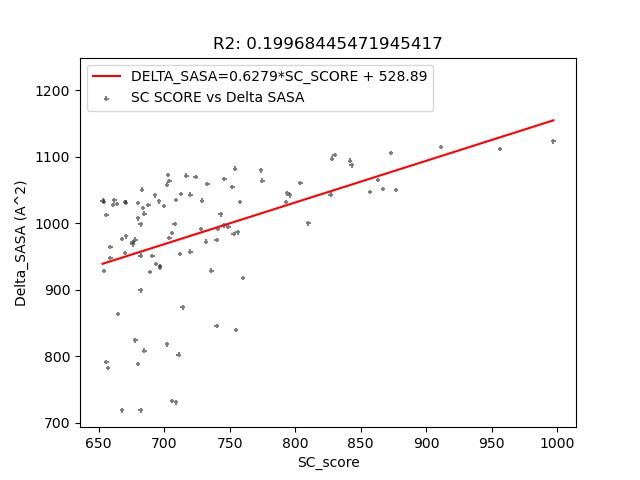 R2: 0.19968445471945417
DELTA_SASA=0.6279*SC_SCORE + 528.89
SC SCORE vs Delta SASA
Delta_SASA (A^2)
1200
1100
1000
900
800
700
650 700 750 800 850 900 950 1000
SC_score